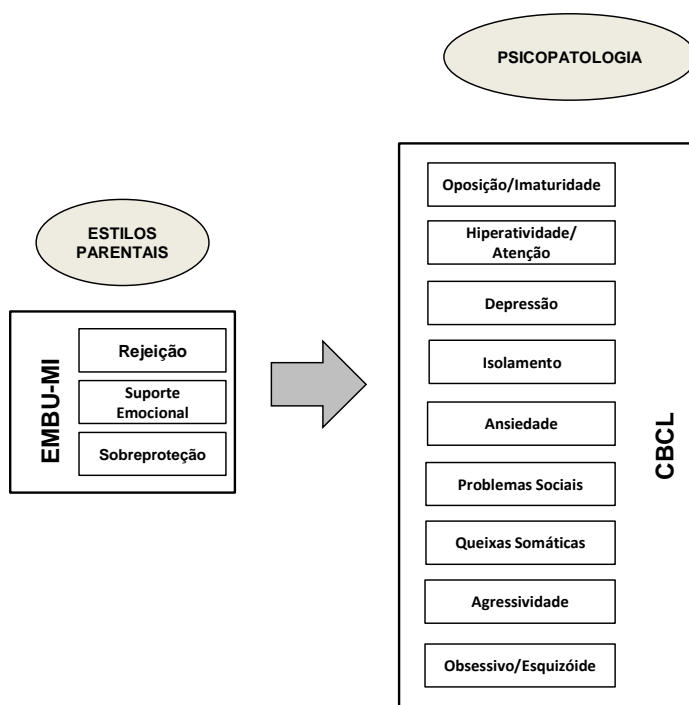 PSICOPATOLOGIA
ESTILOS
PARENTAIS
EMBU-MI
Rejeição
Suporte
Emocional
Sobreproteção
Oposição/Imaturidade
Hiperatividade/
Atenção
Depressão
Isolamento
Ansiedade
Problemas Sociais
Queixas Somáticas
Agressividade
Obsessivo/Esquizóide
CBCL